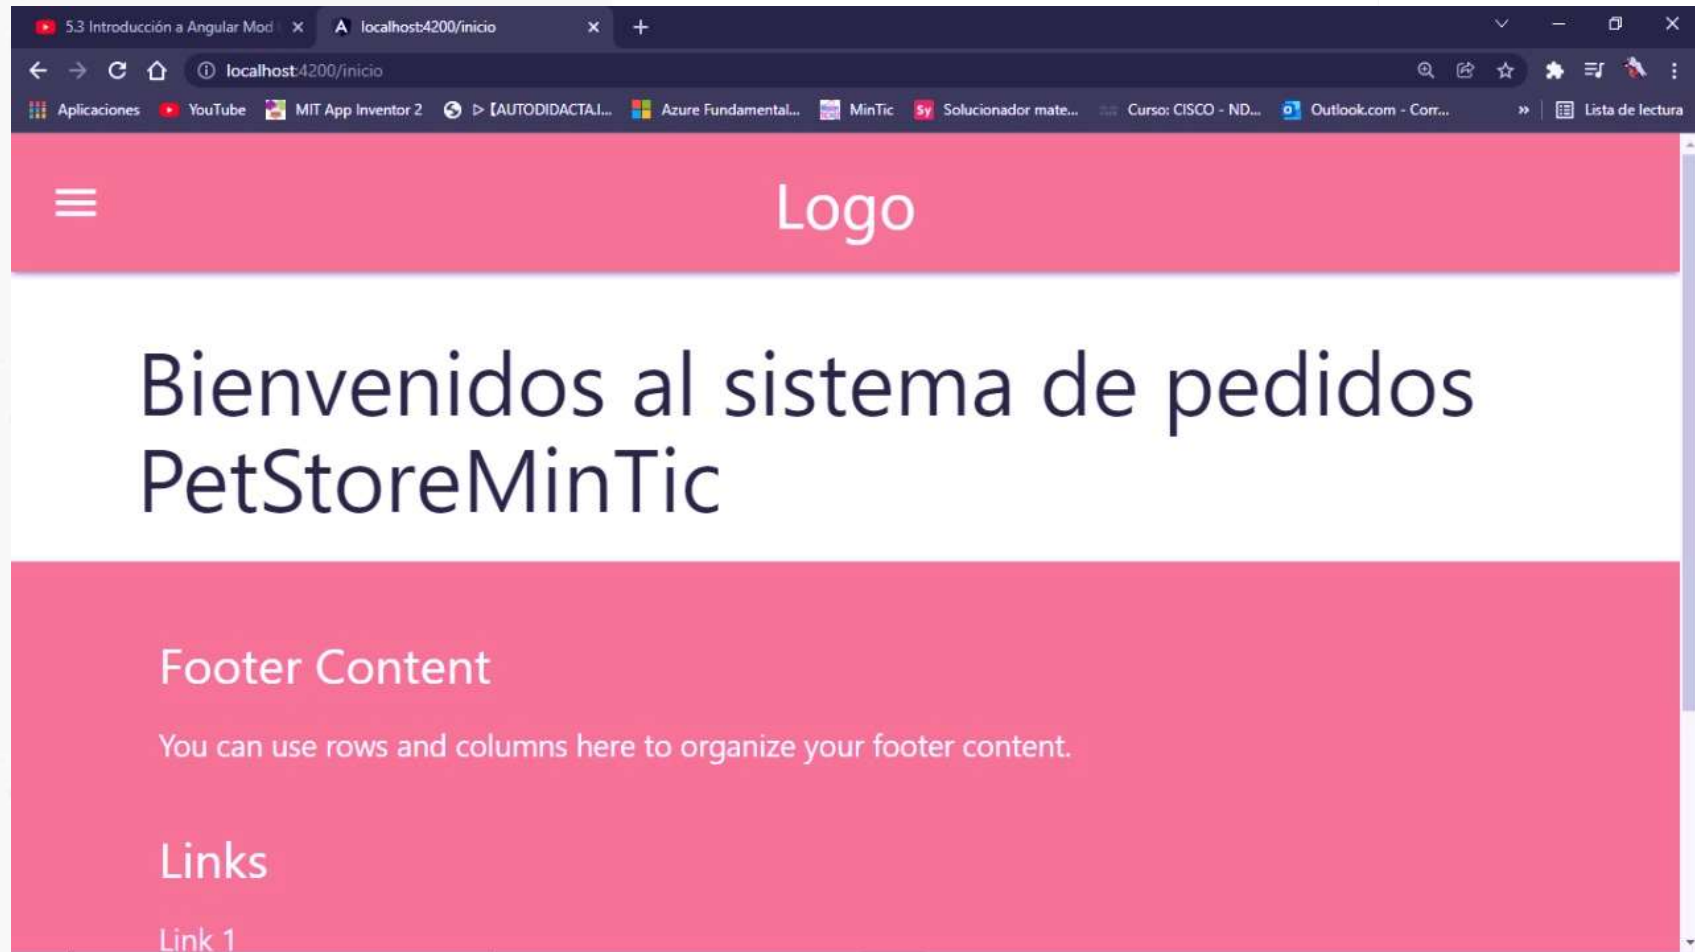 5.3 Introducción a Angular Mod
localhost:4200/inicio
localhost:4200/inicio
Aplicaciones YouTube MIT App Inventor 2 ▷ [AUTODIDACTA.I... Azure Fundamental... MinTic Sy Solucionador mate... Curso: CISCO - ND... Outlook.com - Corr... » Lista de lectura
Logo
Bienvenidos al sistema de pedidos
PetStoreMinTic
Footer Content
You can use rows and columns here to organize your footer content.
Links
Link 1